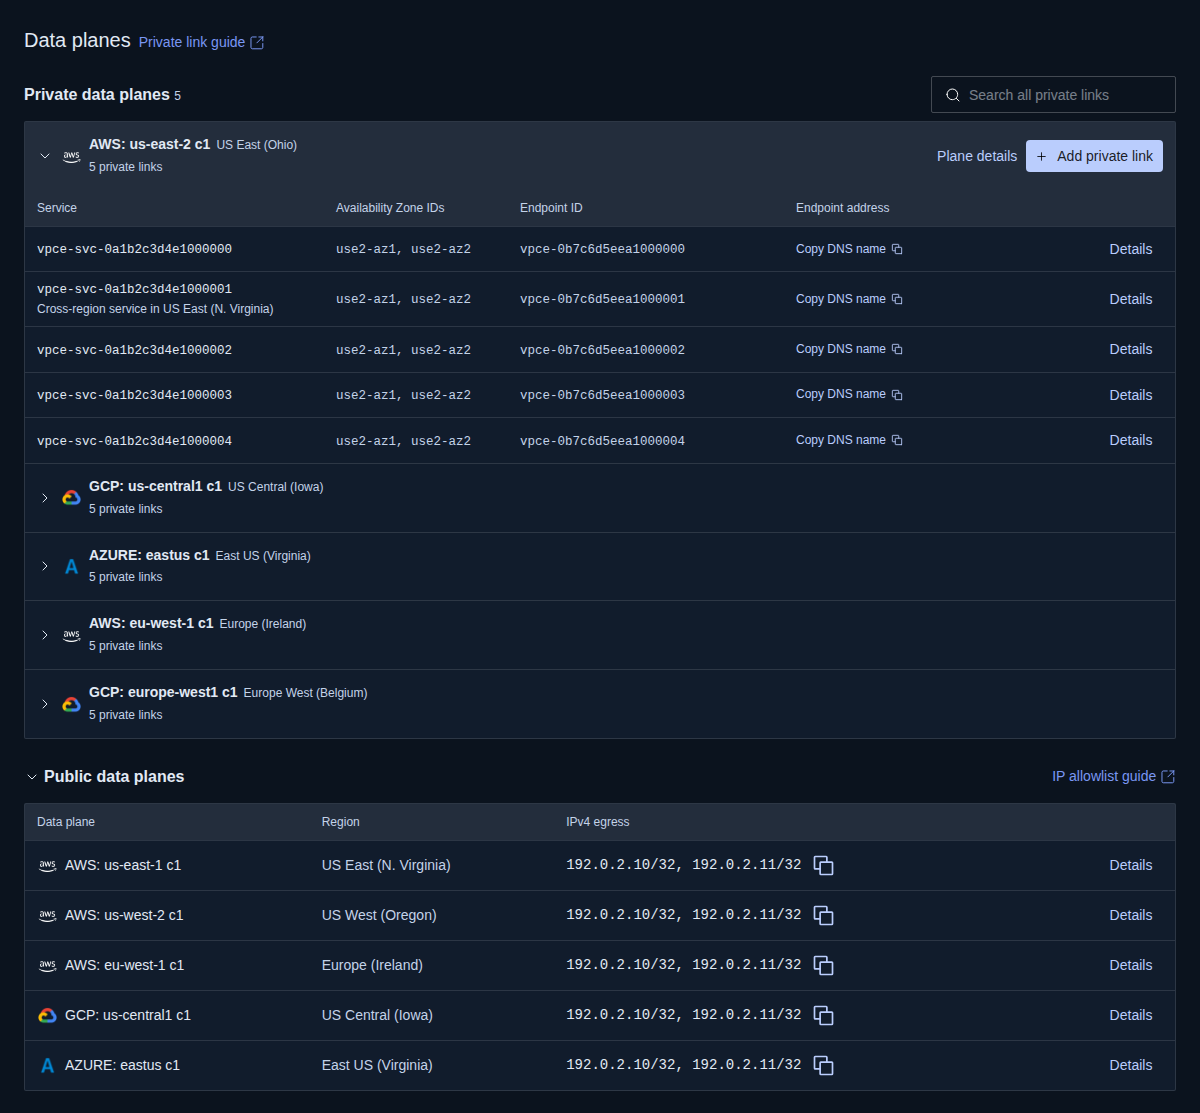 Data planes Private link guide
Private data planes 5
Search all private links
aws AWS: us-east-2 c1 US East (Ohio)
5 private links
Plane details + Add private link
Service Availability Zone IDs Endpoint ID Endpoint address
vpce-svc-0a1b2c3d4e1000000 use2-az1, use2-az2 vpce-0b7c6d5eea1000000 Copy DNS name Details
vpce-svc-0a1b2c3d4e1000001
Cross-region service in US East (N. Virginia)
use2-az1, use2-az2 vpce-0b7c6d5eea1000001 Copy DNS name Details
vpce-svc-0a1b2c3d4e1000002 use2-az1, use2-az2 vpce-0b7c6d5eea1000002 Copy DNS name Details
vpce-svc-0a1b2c3d4e1000003 use2-az1, use2-az2 vpce-0b7c6d5eea1000003 Copy DNS name Details
vpce-svc-0a1b2c3d4e1000004 use2-az1, use2-az2 vpce-0b7c6d5eea1000004 Copy DNS name Details
GCP: us-central1 c1 US Central (Iowa)
5 private links
AZURE: eastus c1 East US (Virginia)
5 private links
aws AWS: eu-west-1 c1 Europe (Ireland)
5 private links
GCP: europe-west1 c1 Europe West (Belgium)
5 private links
Public data planes IP allowlist guide
Data plane Region IPv4 egress
aws AWS: us-east-1 c1 US East (N. Virginia) 192.0.2.10/32, 192.0.2.11/32 Details
aws AWS: us-west-2 c1 US West (Oregon) 192.0.2.10/32, 192.0.2.11/32 Details
aws AWS: eu-west-1 c1 Europe (Ireland) 192.0.2.10/32, 192.0.2.11/32 Details
GCP: us-central1 c1 US Central (Iowa) 192.0.2.10/32, 192.0.2.11/32 Details
AZURE: eastus c1 East US (Virginia) 192.0.2.10/32, 192.0.2.11/32 Details